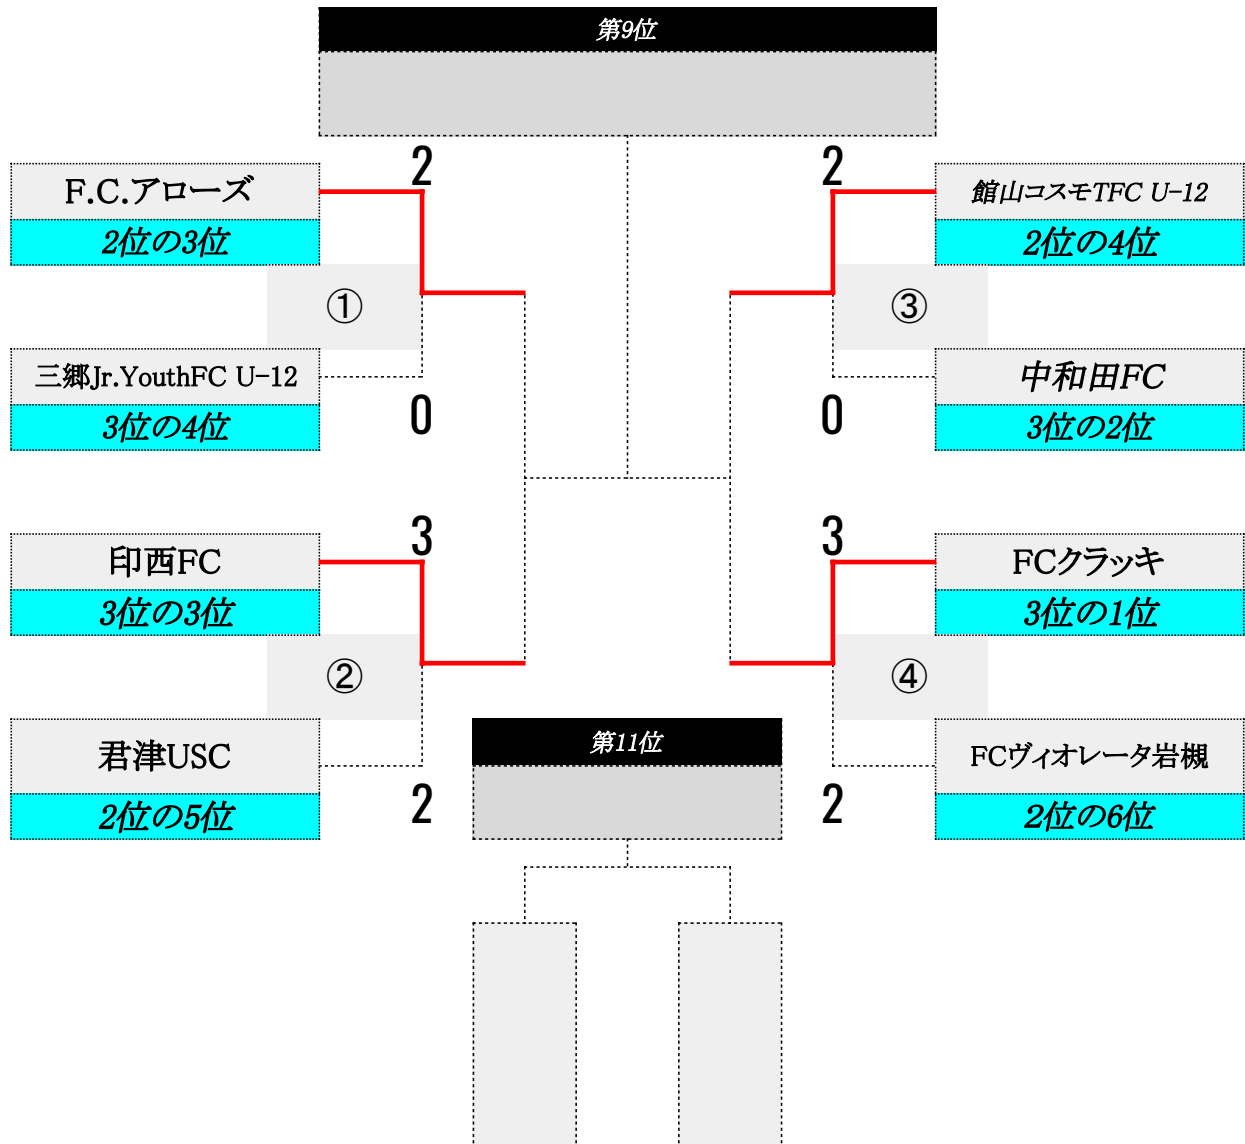 第9位
2
2
F.C.アローズ
館山コスモTFC U-12
2位の3位
2位の4位
①
③
三郷Jr.YouthFC U-12
中和田FC
3位の4位
0
0
3位の2位
3
3
印西FC
FCクラッキ
3位の3位
3位の1位
②
④
君津USC
第11位
FCヴィオレータ岩槻
2位の5位
2
2
2位の6位